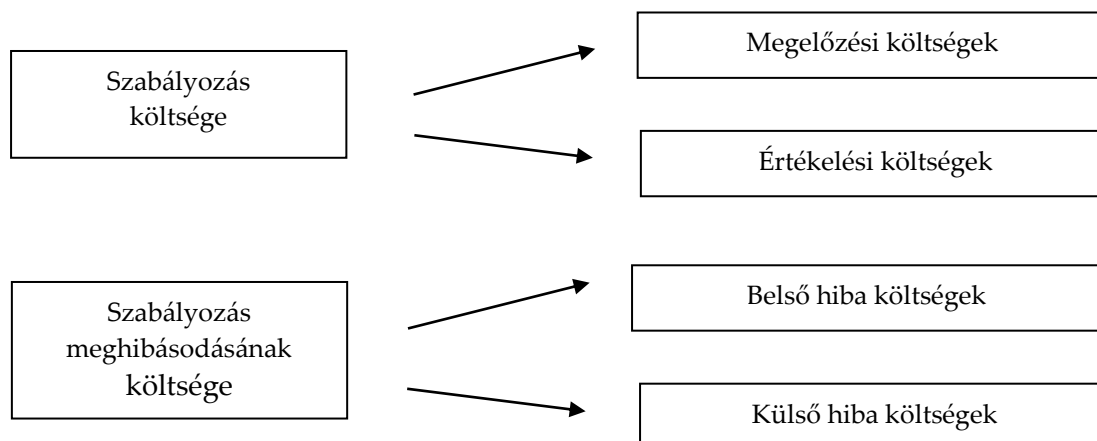 Szabályozás
költsége
Megelőzési költségek
Értékelési költségek
Szabályozás
meghibásodásának
költsége
Belső hiba költségek
Külső hiba költségek